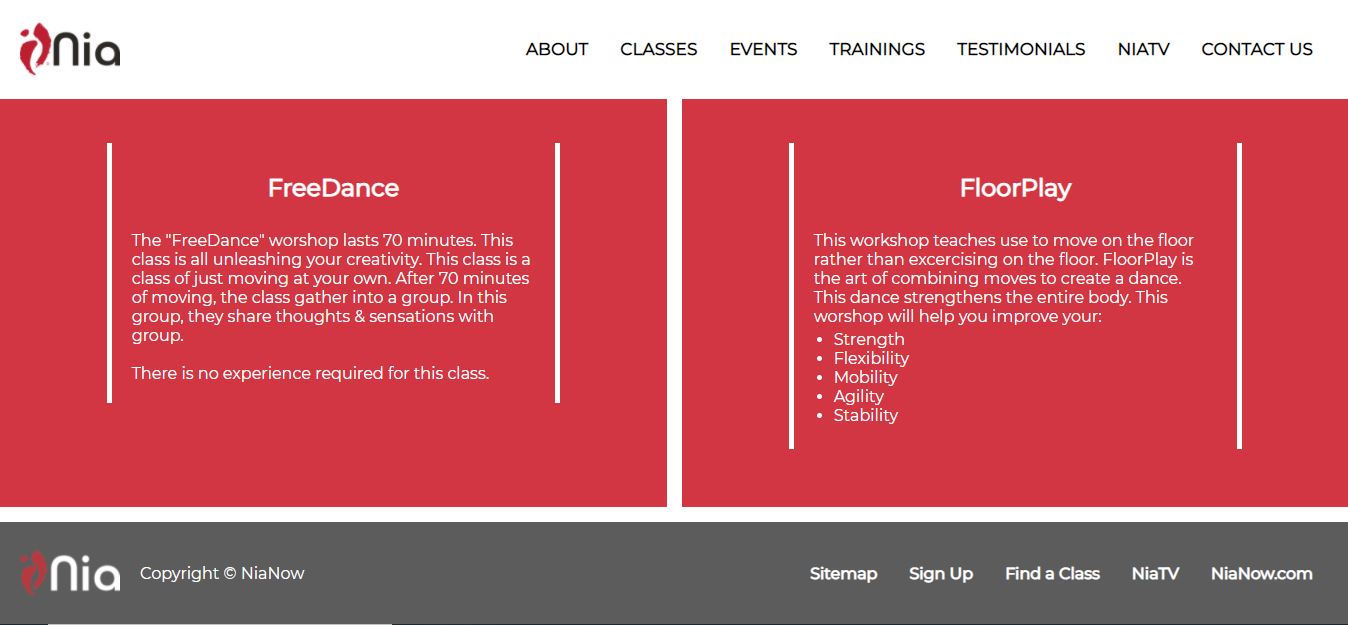 Nia
ABOUT CLASSES EVENTS TRAININGS TESTIMONIALS NIATV CONTACT US
FreeDance
The "FreeDance" worshop lasts 70 minutes. This
class is all unleashing your creativity. This class is a
class of just moving at your own. After 70 minutes
of moving, the class gather into a group. In this
group, they share thoughts & sensations with
group.
There is no experience required for this class.
FloorPlay
This workshop teaches use to move on the floor
rather than excercising on the floor. FloorPlay is
the art of combining moves to create a dance.
This dance strengthens the entire body. This
worshop will help you improve your:
• Strength
• Flexibility
• Mobility
• Agility
• Stability
Nia Copyright © NiaNow
Sitemap Sign Up Find a Class NiaTV NiaNow.com